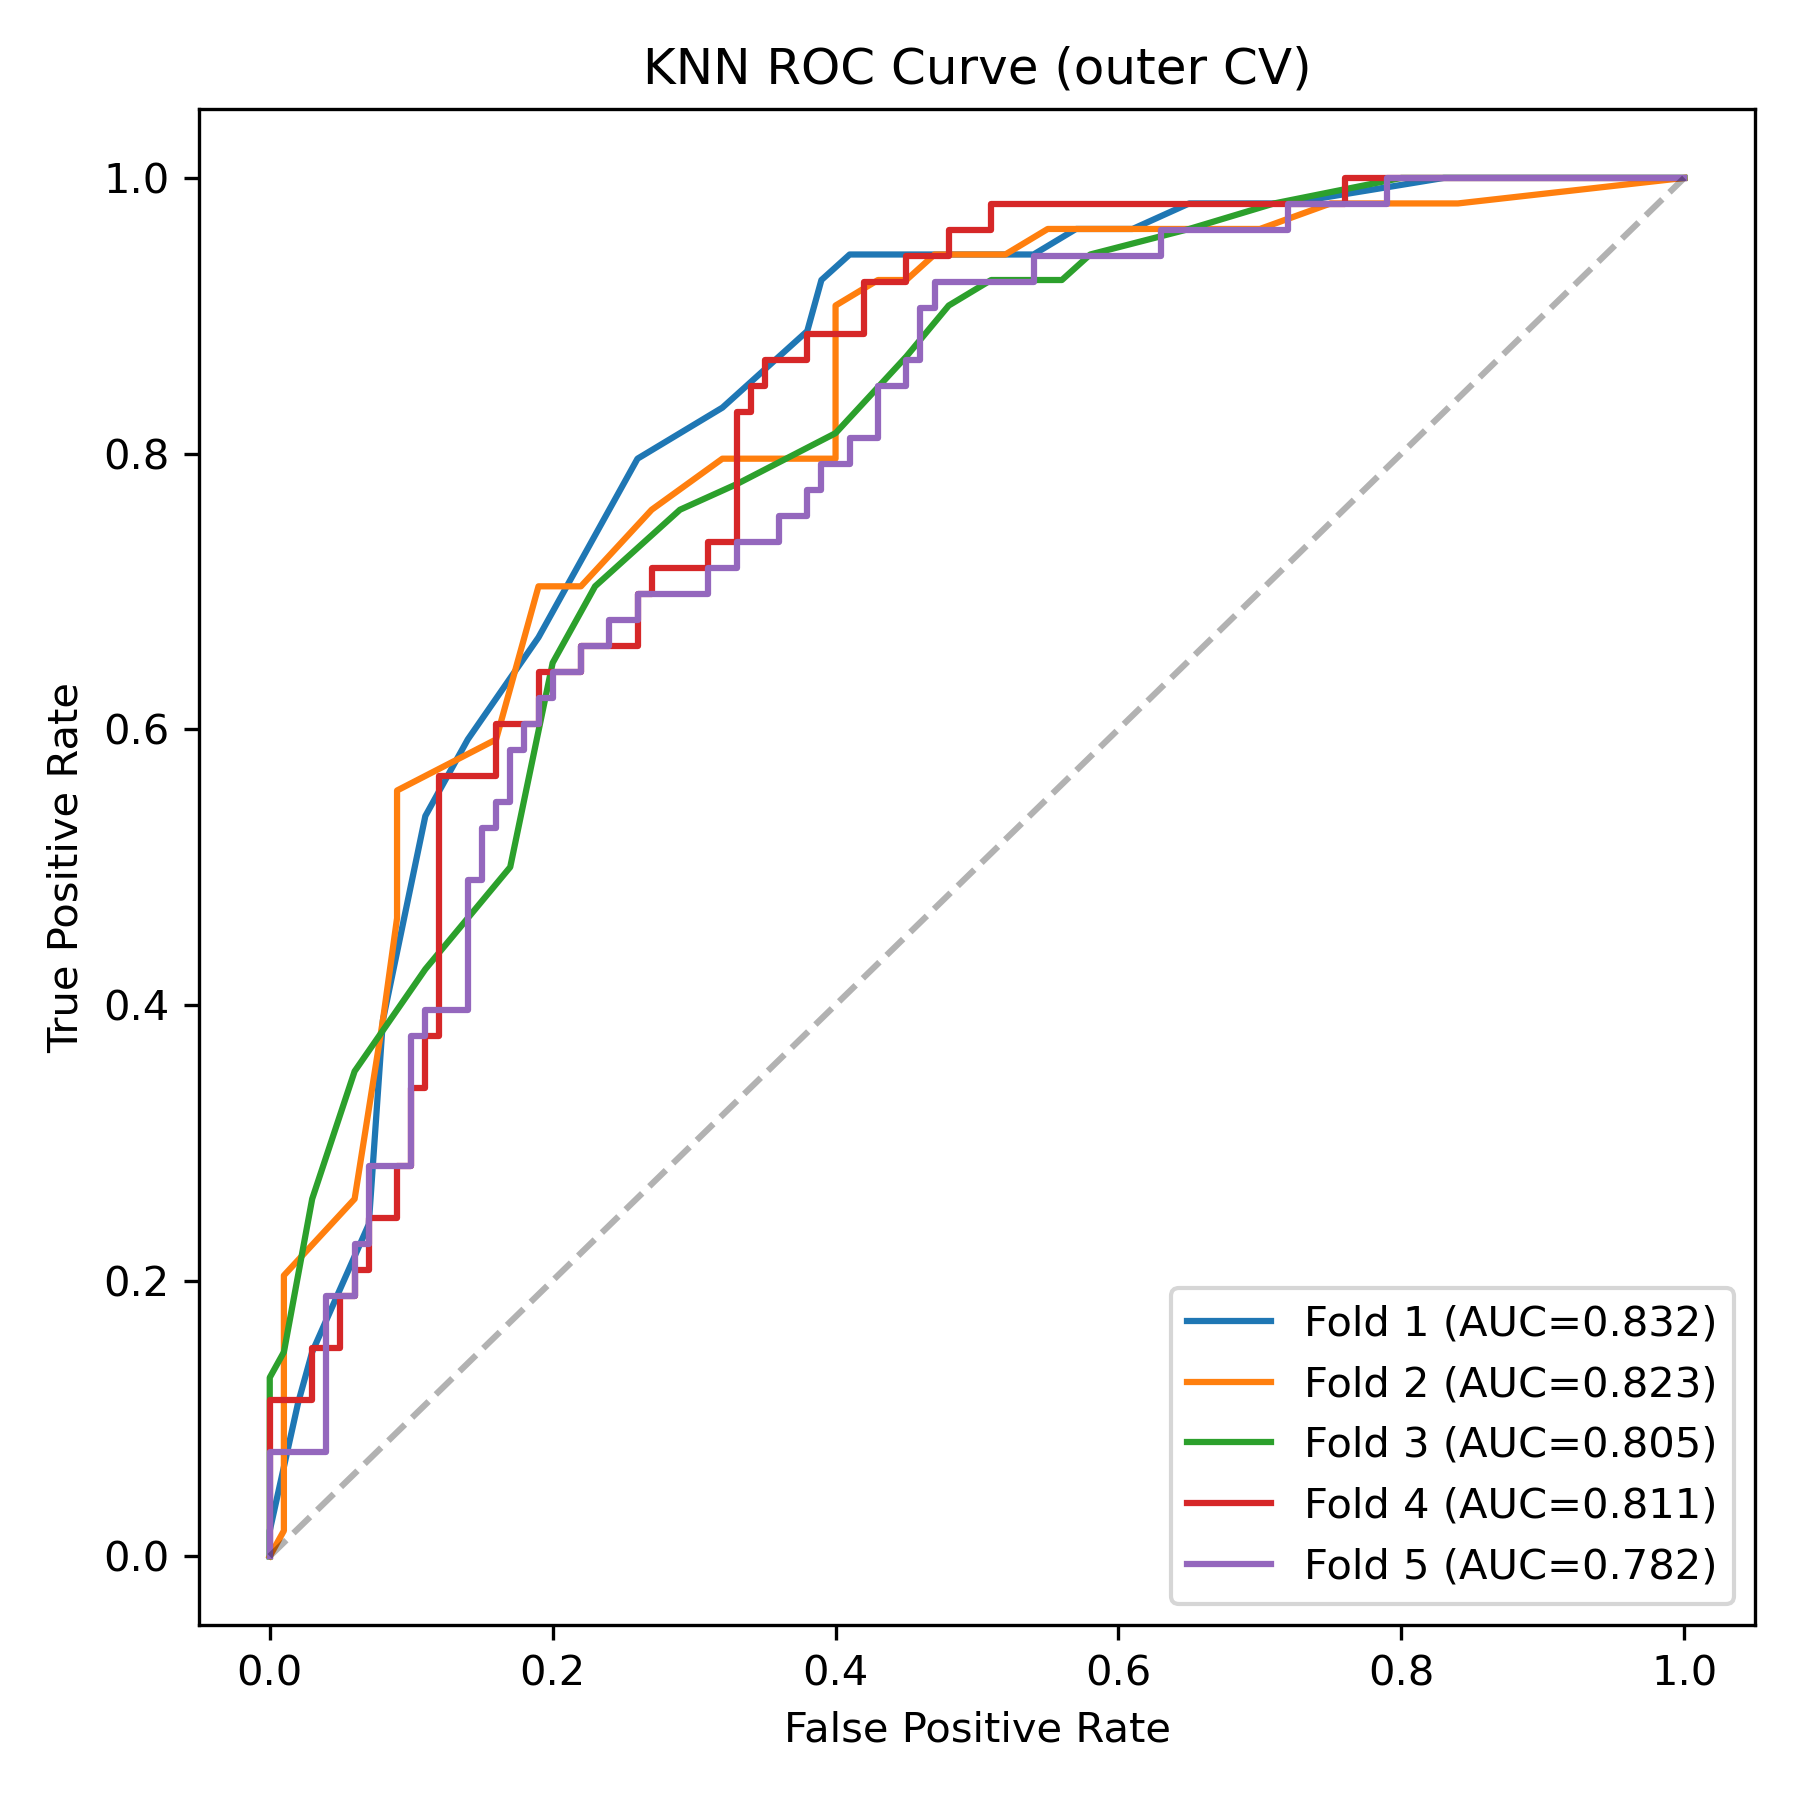 KNN ROC Curve (outer CV)
True Positive Rate
1.0
0.8
0.6
0.4
0.2
0.0
Fold 1 (AUC=0.832)
Fold 2 (AUC=0.823)
Fold 3 (AUC=0.805)
Fold 4 (AUC=0.811)
Fold 5 (AUC=0.782)
0.0 0.2 0.4 0.6 0.8 1.0
False Positive Rate